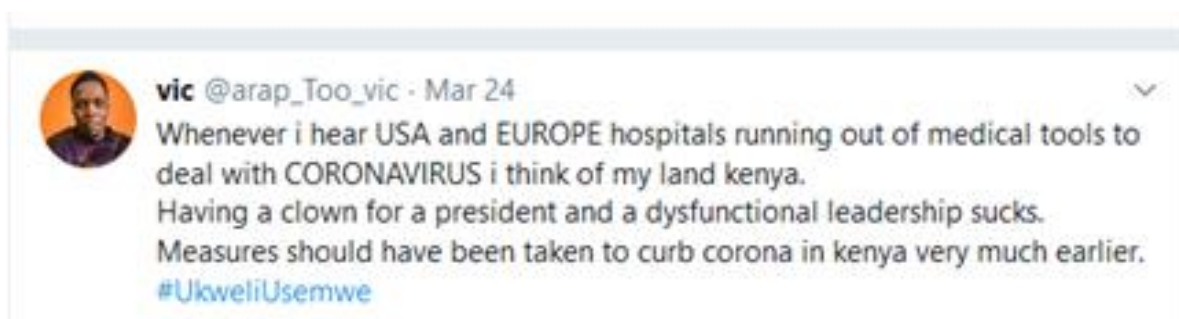 vic @arap_Too_vic · Mar 24
Whenever i hear USA and EUROPE hospitals running out of medical tools to
deal with CORONAVIRUS i think of my land kenya.
Having a clown for a president and a dysfunctional leadership sucks.
Measures should have been taken to curb corona in kenya very much earlier.
#UkweliUsemwe